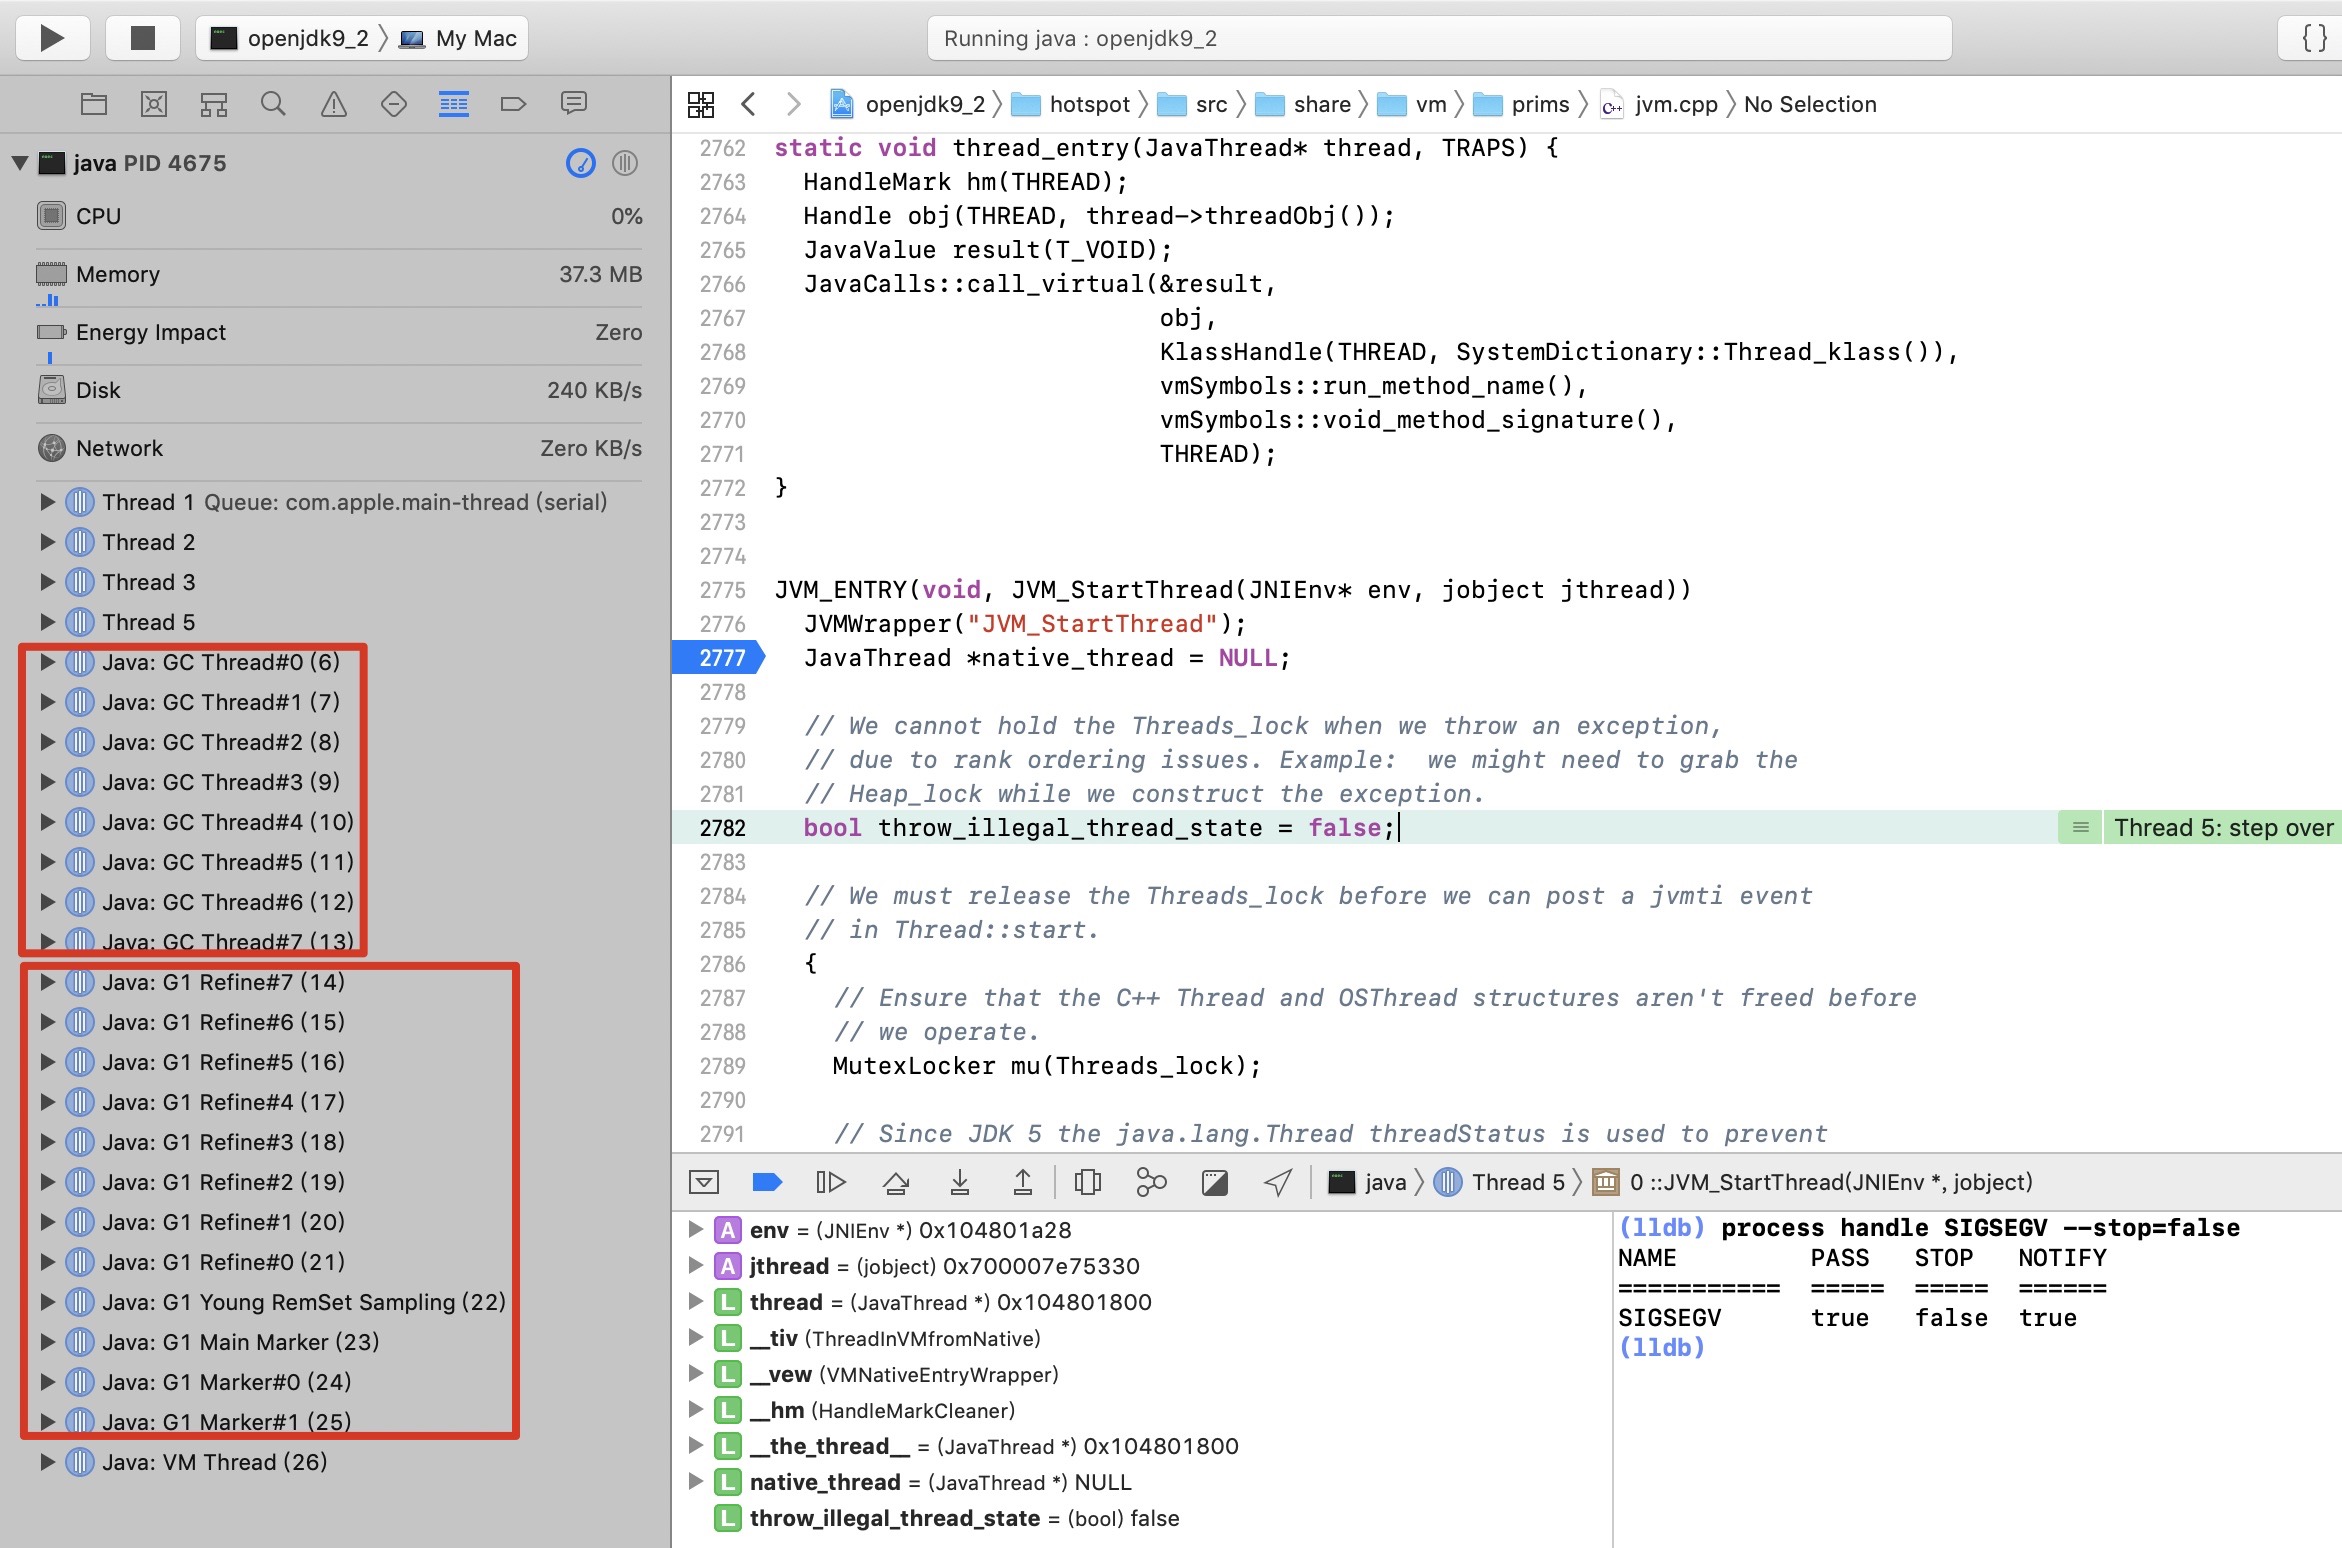 openjdk9_2 〉 My Mac
Running java : openjdk9_2
{ }
java PID 4675
CPU 0%
Memory 37.3 MB
Energy Impact Zero
Disk 240 KB/s
Network Zero KB/s
Thread 1 Queue: com.apple.main-thread (serial)
Thread 2
Thread 3
Thread 5
Java: GC Thread#0 (6)
Java: GC Thread#1 (7)
Java: GC Thread#2 (8)
Java: GC Thread#3 (9)
Java: GC Thread#4 (10)
Java: GC Thread#5 (11)
Java: GC Thread#6 (12)
Java: GC Thread#7 (13)
Java: G1 Refine#7 (14)
Java: G1 Refine#6 (15)
Java: G1 Refine#5 (16)
Java: G1 Refine#4 (17)
Java: G1 Refine#3 (18)
Java: G1 Refine#2 (19)
Java: G1 Refine#1 (20)
Java: G1 Refine#0 (21)
Java: G1 Young RemSet Sampling (22)
Java: G1 Main Marker (23)
Java: G1 Marker#0 (24)
Java: G1 Marker#1 (25)
Java: VM Thread (26)
openjdk9_2 〉 hotspot 〉 src 〉 share 〉 vm 〉 prims 〉 jvm.cpp 〉 No Selection
2762 static void thread_entry(JavaThread* thread, TRAPS) {
2763   HandleMark hm(THREAD);
2764   Handle obj(THREAD, thread->threadObj());
2765   JavaValue result(T_VOID);
2766   JavaCalls::call_virtual(&result,
2767                           obj,
2768                           KlassHandle(THREAD, SystemDictionary::Thread_klass()),
2769                           vmSymbols::run_method_name(),
2770                           vmSymbols::void_method_signature(),
2771                           THREAD);
2772 }
2773
2774
2775 JVM_ENTRY(void, JVM_StartThread(JNIEnv* env, jobject jthread))
2776   JVMWrapper("JVM_StartThread");
2777   JavaThread *native_thread = NULL;
2778
2779   // We cannot hold the Threads_lock when we throw an exception,
2780   // due to rank ordering issues. Example:  we might need to grab the
2781   // Heap_lock while we construct the exception.
2782   bool throw_illegal_thread_state = false; Thread 5: step over
2783
2784   // We must release the Threads_lock before we can post a jvmti event
2785   // in Thread::start.
2786   {
2787     // Ensure that the C++ Thread and OSThread structures aren't freed before
2788     // we operate.
2789     MutexLocker mu(Threads_lock);
2790
2791     // Since JDK 5 the java.lang.Thread threadStatus is used to prevent
java 〉 Thread 5 〉 0 ::JVM_StartThread(JNIEnv *, jobject)
A env = (JNIEnv *) 0x104801a28
A jthread = (jobject) 0x700007e75330
L thread = (JavaThread *) 0x104801800
L __tiv (ThreadInVMfromNative)
L __vew (VMNativeEntryWrapper)
L __hm (HandleMarkCleaner)
L __the_thread__ = (JavaThread *) 0x104801800
L native_thread = (JavaThread *) NULL
L throw_illegal_thread_state = (bool) false
(lldb) process handle SIGSEGV --stop=false
NAME         PASS   STOP   NOTIFY
===========  =====  =====  ======
SIGSEGV      true   false  true
(lldb)